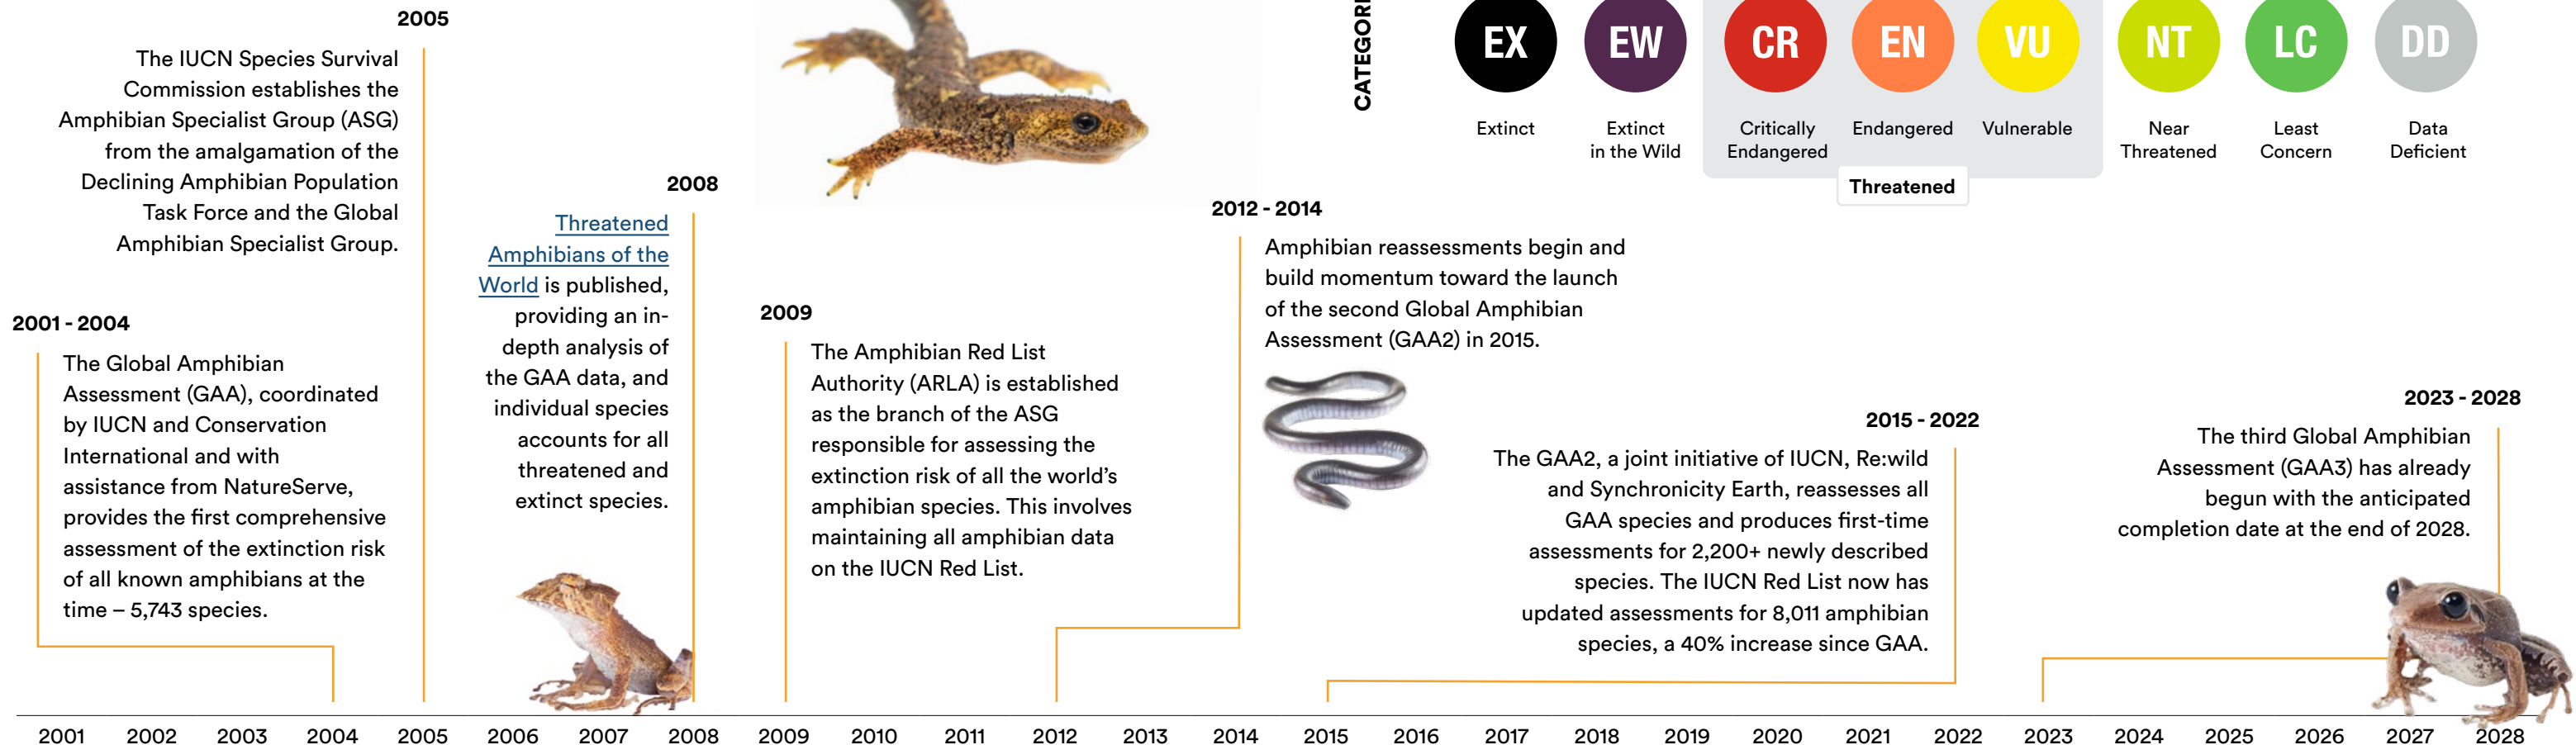 2005
The IUCN Species Survival
Commission establishes the
Amphibian Specialist Group (ASG)
from the amalgamation of the
Declining Amphibian Population
Task Force and the Global
Amphibian Specialist Group.
2001 - 2004
The Global Amphibian
Assessment (GAA), coordinated
by IUCN and Conservation
International and with
assistance from NatureServe,
provides the first comprehensive
assessment of the extinction risk
of all known amphibians at the
time – 5,743 species.
2008
Threatened
Amphibians of the
World is published,
providing an in-
depth analysis of
the GAA data, and
individual species
accounts for all
threatened and
extinct species.
2009
The Amphibian Red List
Authority (ARLA) is established
as the branch of the ASG
responsible for assessing the
extinction risk of all the world’s
amphibian species. This involves
maintaining all amphibian data
on the IUCN Red List.
2012 - 2014
Amphibian reassessments begin and
build momentum toward the launch
of the second Global Amphibian
Assessment (GAA2) in 2015.
EX EW CR EN VU NT LC DD
Extinct
Extinct
in the Wild
Critically
Endangered
Endangered
Vulnerable
Near
Threatened
Least
Concern
Data
Deficient
Threatened
2015 - 2022
The GAA2, a joint initiative of IUCN, Re:wild
and Synchronicity Earth, reassesses all
GAA species and produces first-time
assessments for 2,200+ newly described
species. The IUCN Red List now has
updated assessments for 8,011 amphibian
species, a 40% increase since GAA.
2023 - 2028
The third Global Amphibian
Assessment (GAA3) has already
begun with the anticipated
completion date at the end of 2028.
2001 2002 2003 2004 2005 2006 2007 2008 2009 2010 2011 2012 2013 2014 2015 2016 2017 2018 2019 2020 2021 2022 2023 2024 2025 2026 2027 2028